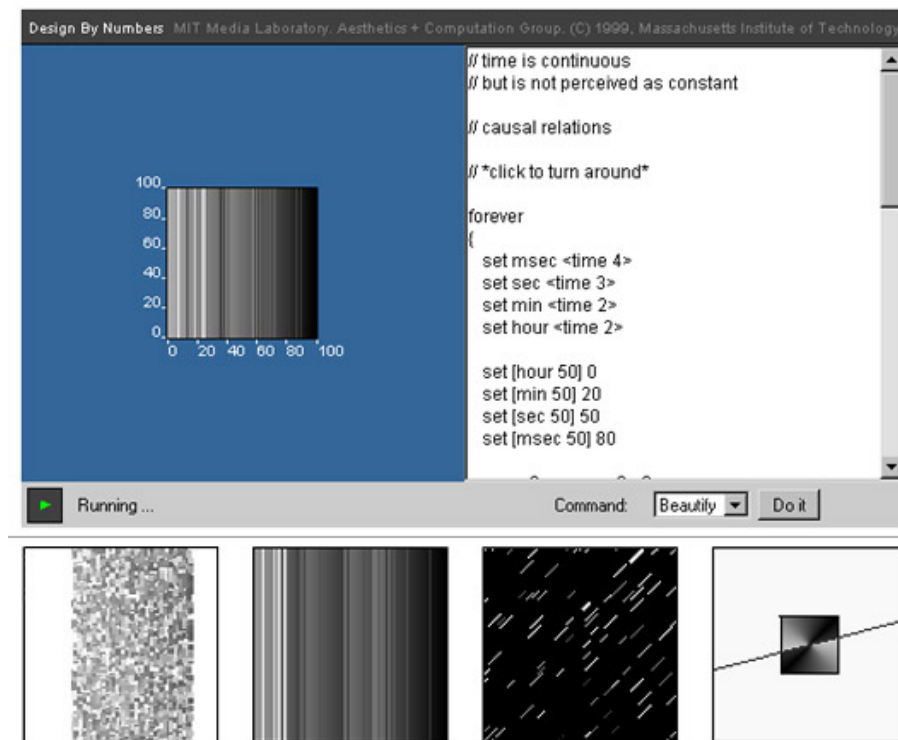 Design By Numbers MIT Media Laboratory. Aesthetics + Computation Group. (C) 1999, Massachusetts Institute of Technology
// time is continuous
// but is not perceived as constant
// causal relations
// *click to turn around*
forever
{
set msec <time 4>
set sec <time 3>
set min <time 2>
set hour <time 2>
set [hour 50] 0
set [min 50] 20
set [sec 50] 50
set [msec 50] 80
100
80
60
40
20
0
0 20 40 60 80 100
Running ...
Command: Beautify Do it